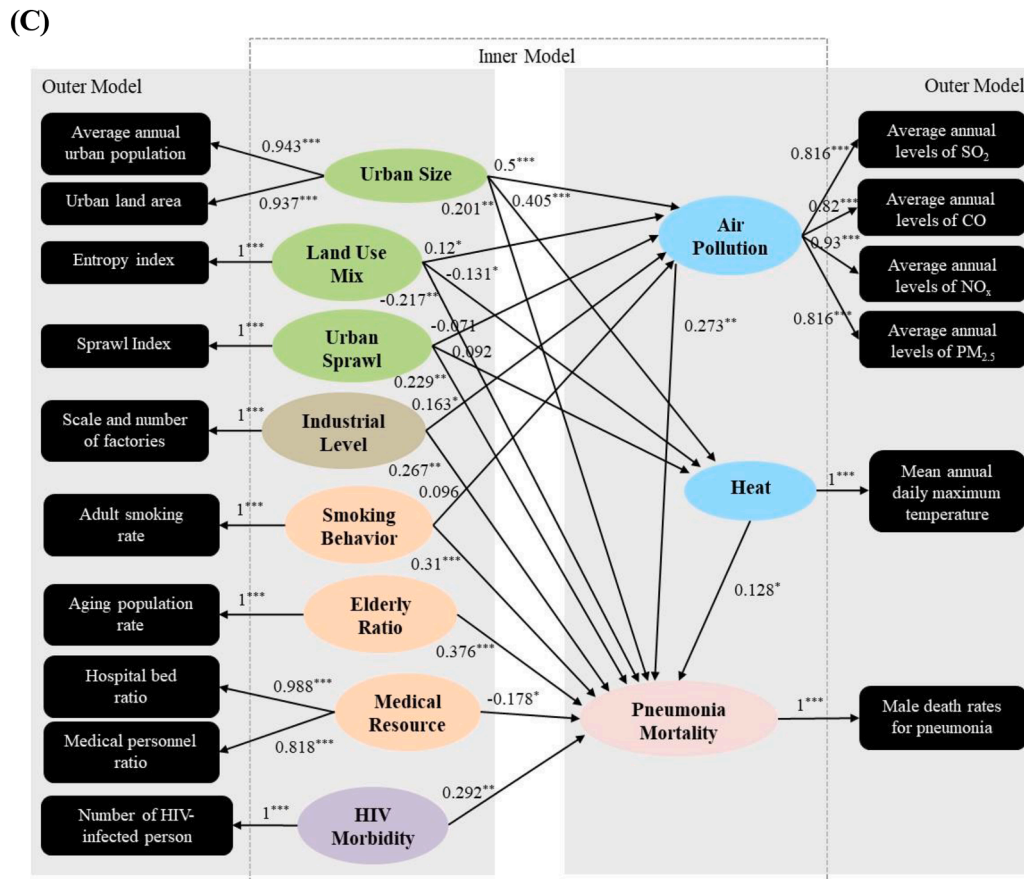 (C)
Inner Model
Outer Model
Outer Model
Average annual
urban population
0.943***
Urban land area
0.937***
Urban Size
0.5***
0.405***
0.201**
Entropy index
1***
Land Use
Mix
0.12*
-0.131*
-0.217**
Sprawl Index
1***
Urban
Sprawl
-0.071
0.092
0.229**
Scale and number
of factories
1***
Industrial
Level
0.163*
0.267**
Adult smoking
rate
1***
Smoking
Behavior
0.096
0.31***
Aging population
rate
1***
Elderly
Ratio
0.376***
Hospital bed
ratio
0.988***
Medical personnel
ratio
0.818***
Medical
Resource
-0.178*
Number of HIV-
infected person
1***
HIV
Morbidity
0.292**
Air
Pollution
0.273**
0.816***
Average annual
levels of SO2
0.82***
Average annual
levels of CO
0.93***
Average annual
levels of NOx
0.816***
Average annual
levels of PM2.5
Heat
1***
Mean annual
daily maximum
temperature
0.128*
Pneumonia
Mortality
1***
Male death rates
for pneumonia